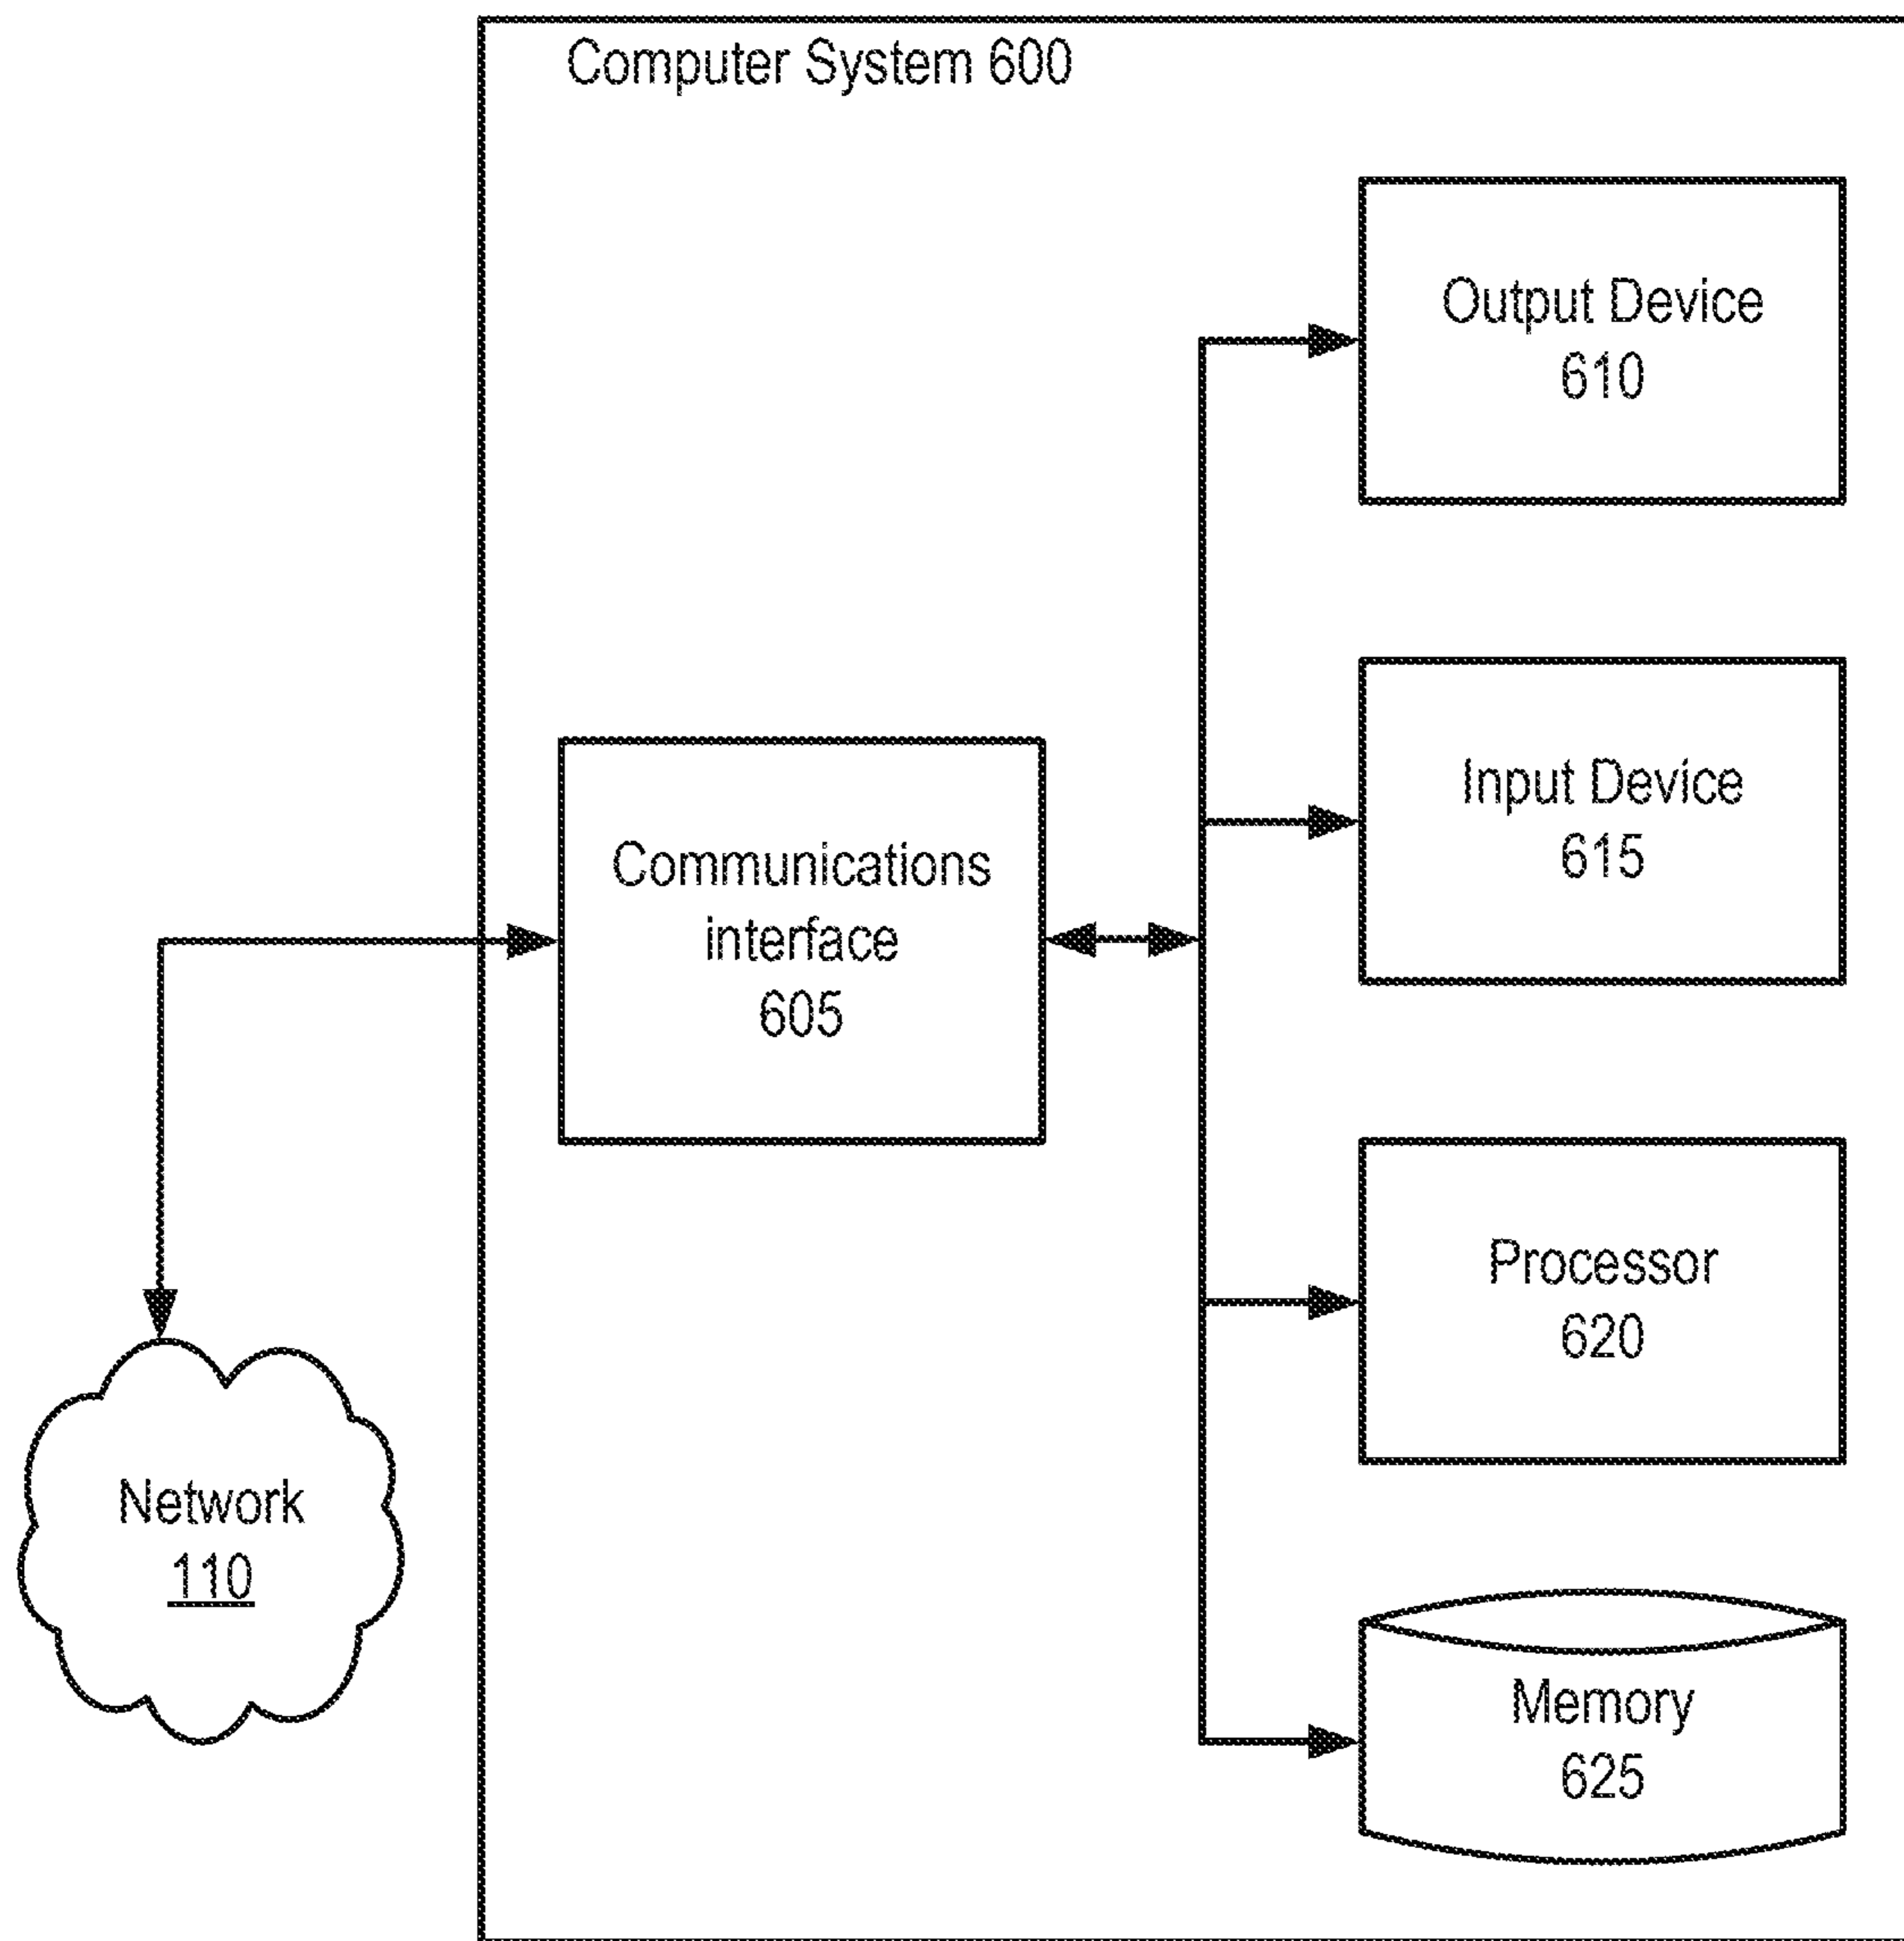 Computer System 600
Output Device
610
Input Device
615
Communications
interface
605
Processor
620
Network
110
Memory
625